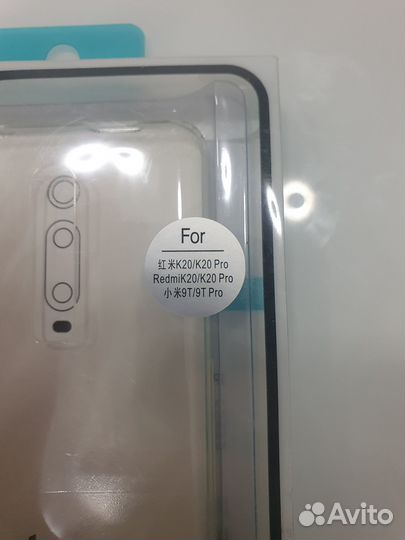 For
红米K20/K20 Pro
RedmiK20/K20 Pro
小米9T/9T Pro
Avito